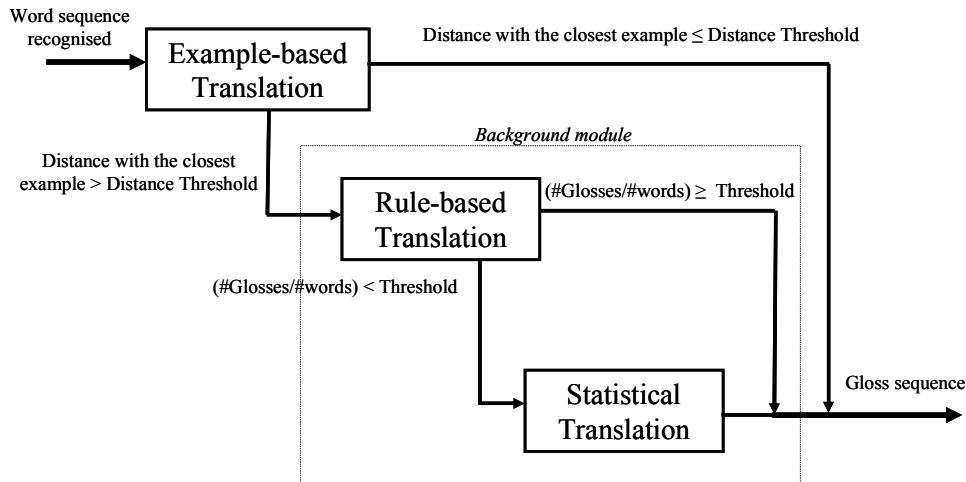 Word sequence
recognised
Example-based
Translation
Distance with the closest example ≤ Distance Threshold
Background module
Distance with the closest
example > Distance Threshold
Rule-based
Translation
(#Glosses/#words) ≥ Threshold
(#Glosses/#words) < Threshold
Statistical
Translation
Gloss sequence